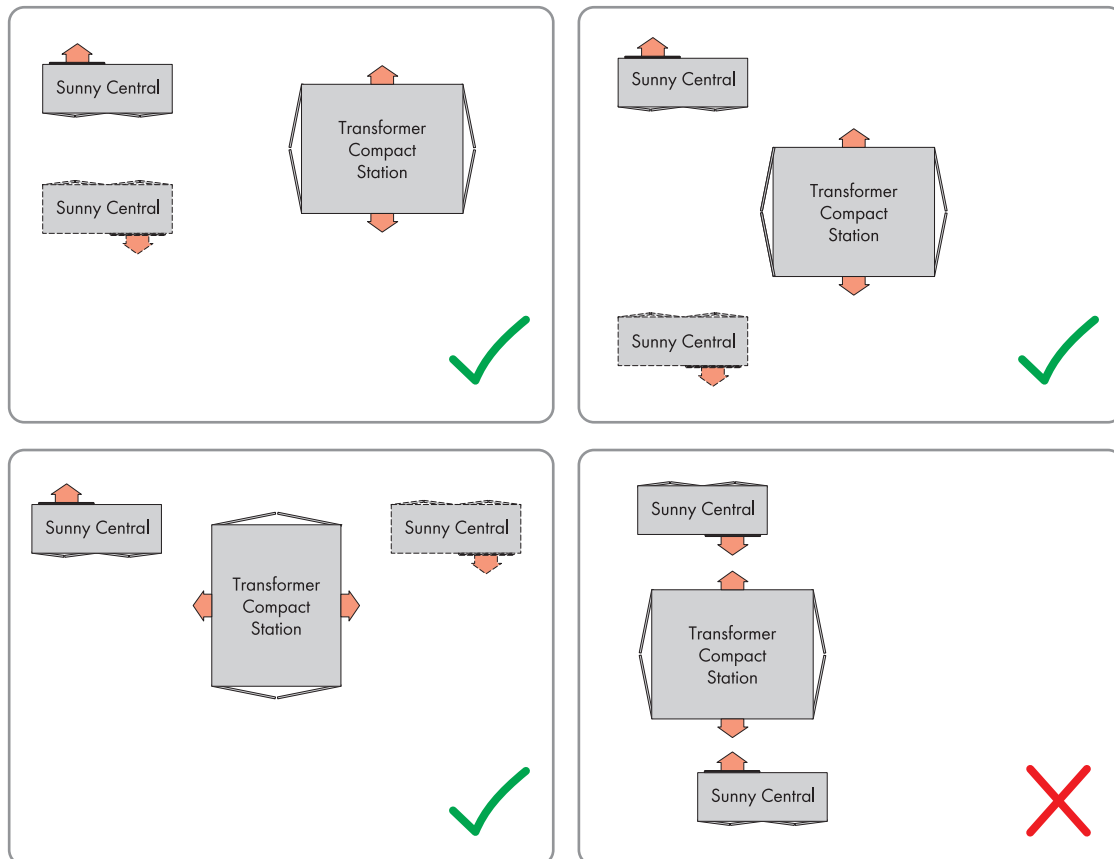 Sunny Central
Transformer
Compact
Station
Sunny Central
Sunny Central
Transformer
Compact
Station
Sunny Central
Sunny Central
Transformer
Compact
Station
Sunny Central
Sunny Central
Transformer
Compact
Station
Sunny Central